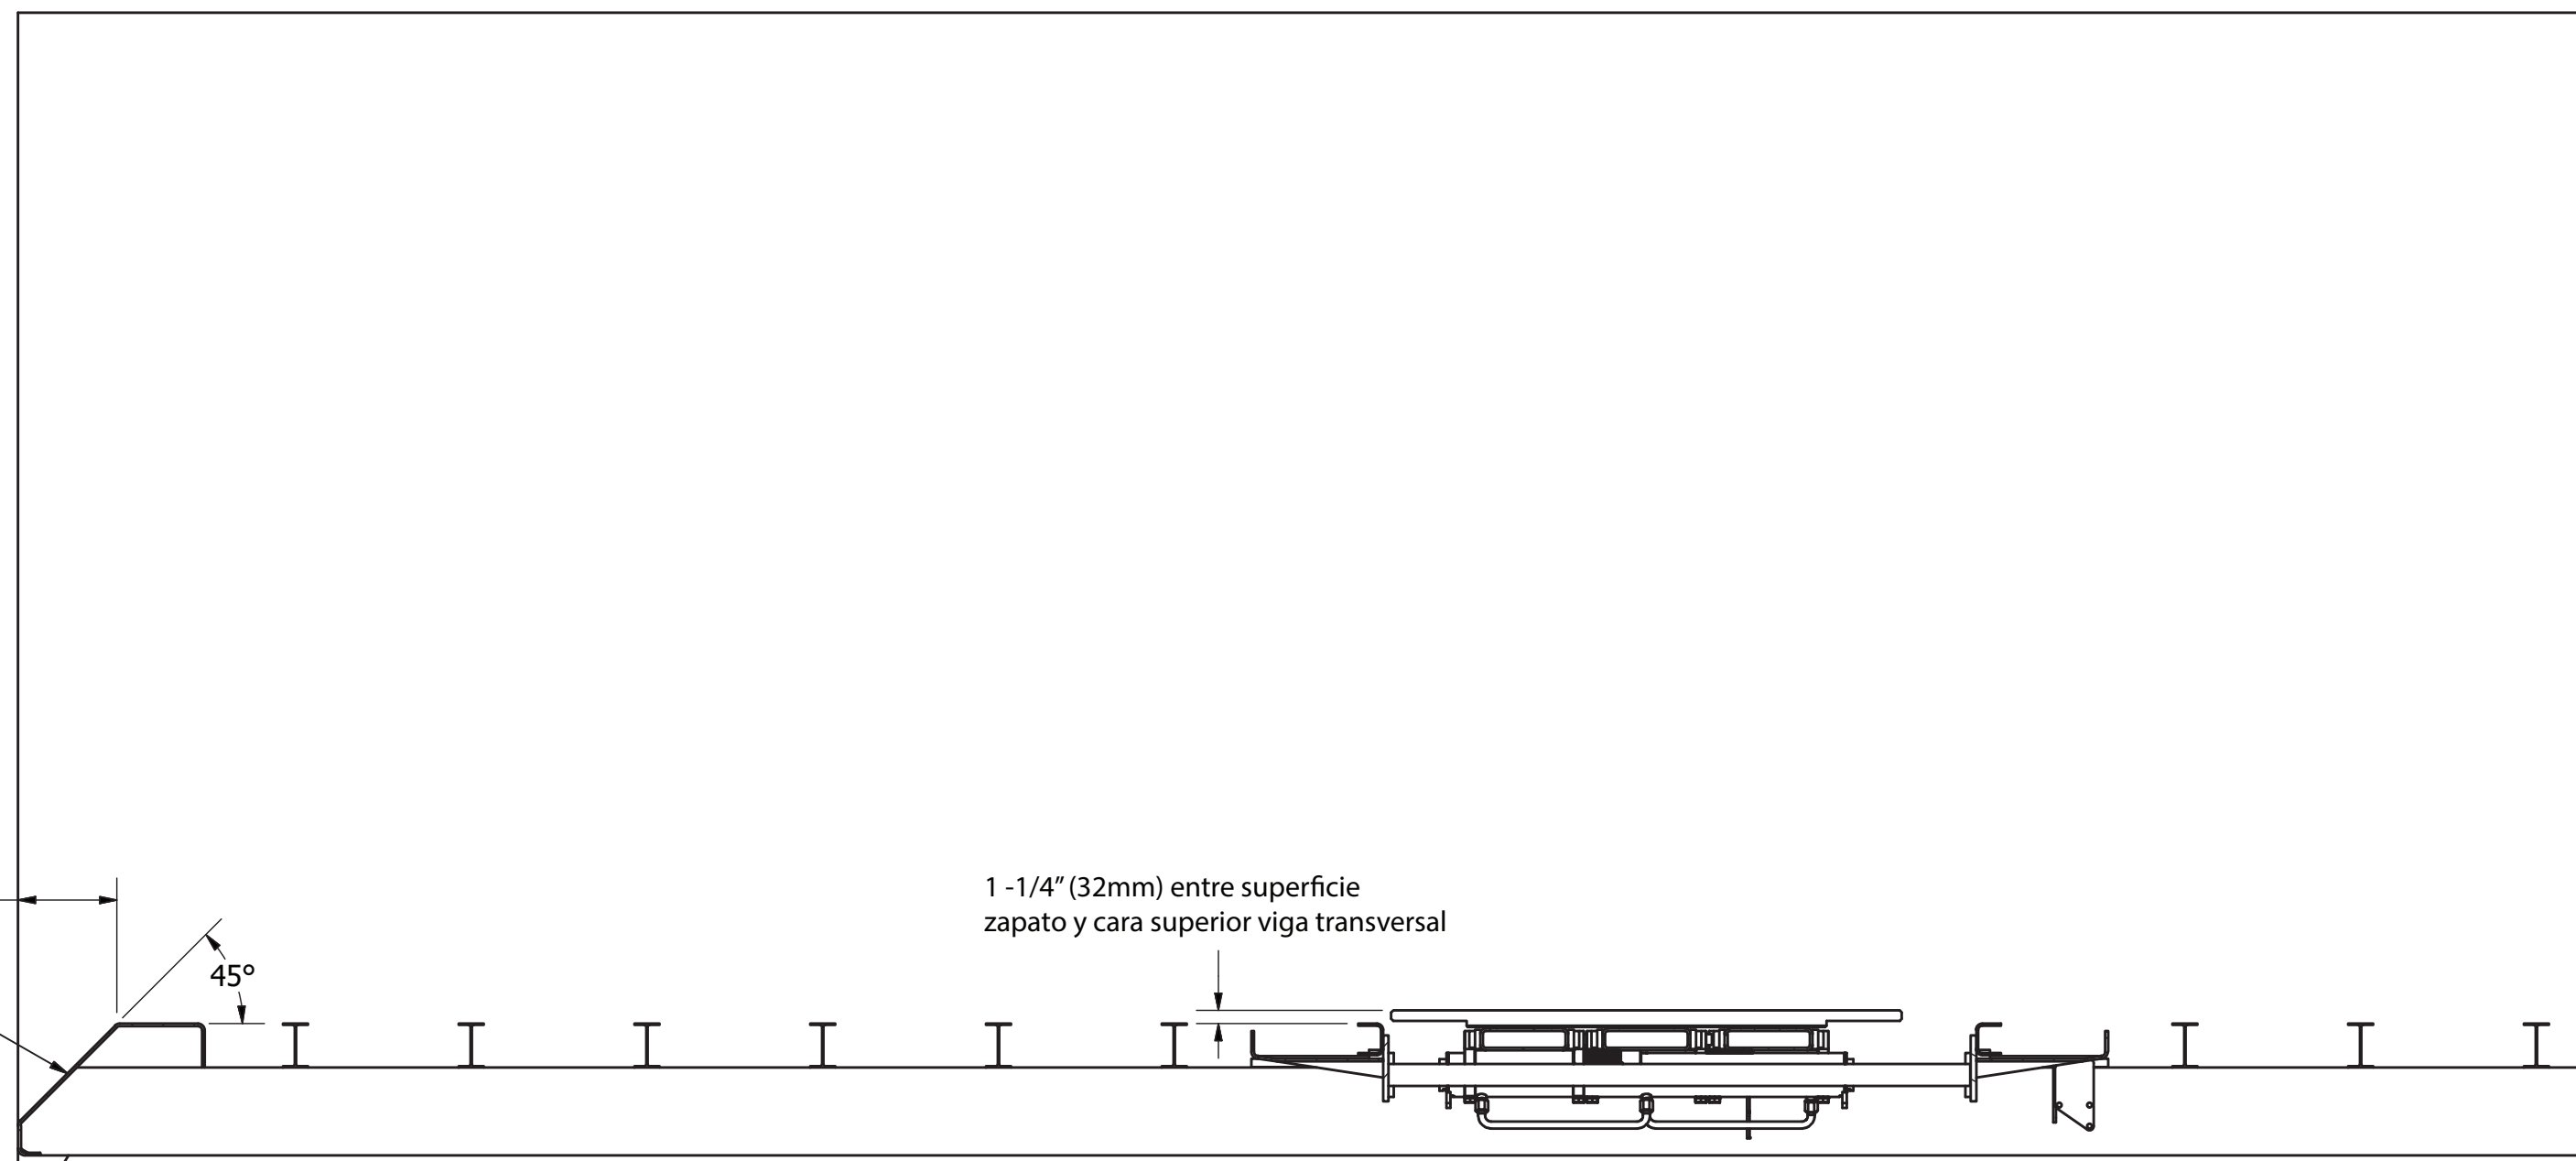 1 -1/4" (32mm) entre superficie
zapato y cara superior viga transversal
45°